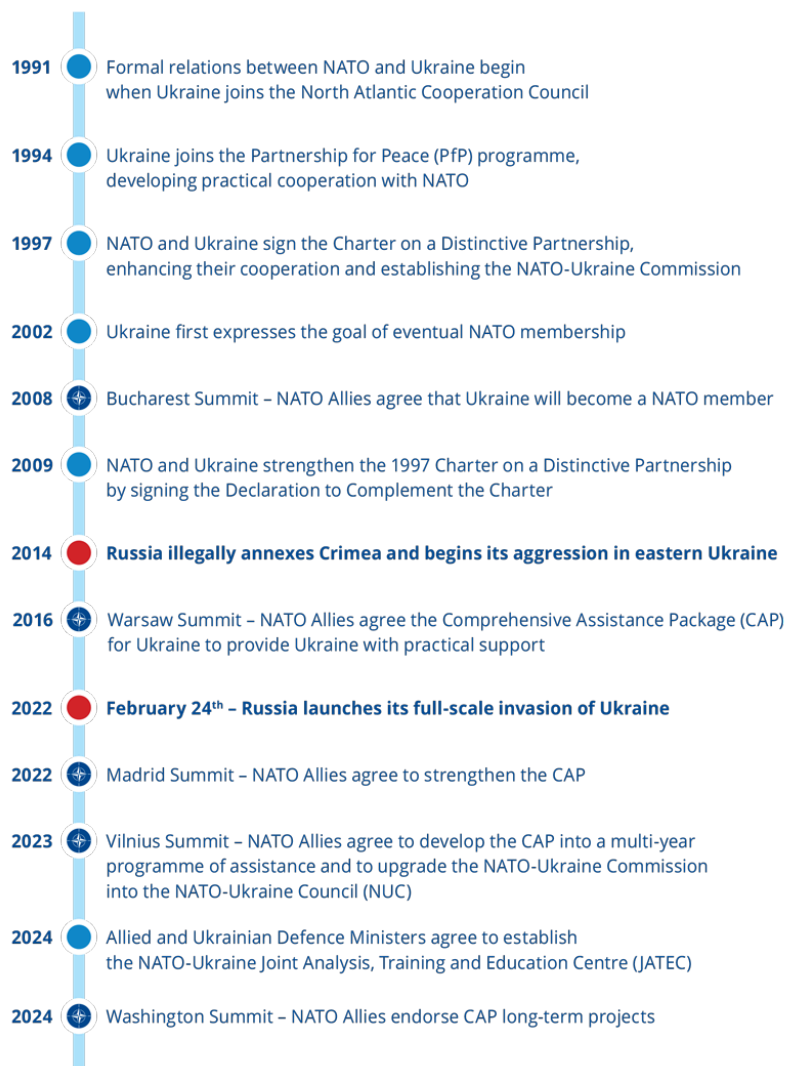 1991 Formal relations between NATO and Ukraine begin
when Ukraine joins the North Atlantic Cooperation Council
1994 Ukraine joins the Partnership for Peace (PfP) programme,
developing practical cooperation with NATO
1997 NATO and Ukraine sign the Charter on a Distinctive Partnership,
enhancing their cooperation and establishing the NATO-Ukraine Commission
2002 Ukraine first expresses the goal of eventual NATO membership
2008 Bucharest Summit – NATO Allies agree that Ukraine will become a NATO member
2009 NATO and Ukraine strengthen the 1997 Charter on a Distinctive Partnership
by signing the Declaration to Complement the Charter
2014 Russia illegally annexes Crimea and begins its aggression in eastern Ukraine
2016 Warsaw Summit – NATO Allies agree the Comprehensive Assistance Package (CAP)
for Ukraine to provide Ukraine with practical support
2022 February 24th – Russia launches its full-scale invasion of Ukraine
2022 Madrid Summit – NATO Allies agree to strengthen the CAP
2023 Vilnius Summit – NATO Allies agree to develop the CAP into a multi-year
programme of assistance and to upgrade the NATO-Ukraine Commission
into the NATO-Ukraine Council (NUC)
2024 Allied and Ukrainian Defence Ministers agree to establish
the NATO-Ukraine Joint Analysis, Training and Education Centre (JATEC)
2024 Washington Summit – NATO Allies endorse CAP long-term projects